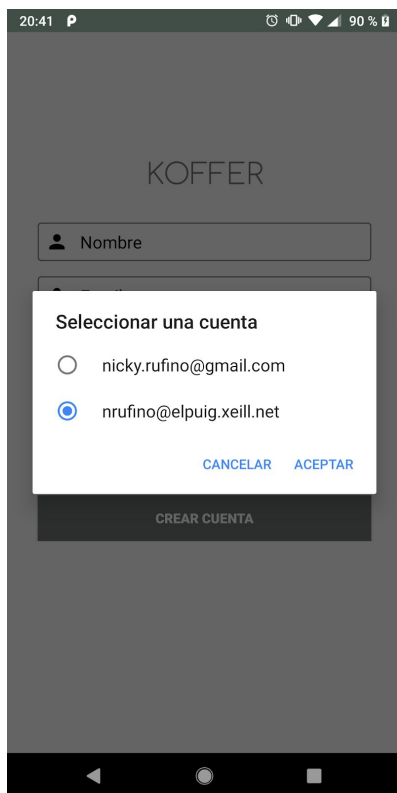 20:41 90 %
KOFFER
Nombre
Seleccionar una cuenta
nicky.rufino@gmail.com
nrufino@elpuig.xeill.net
CANCELAR ACEPTAR
CREAR CUENTA